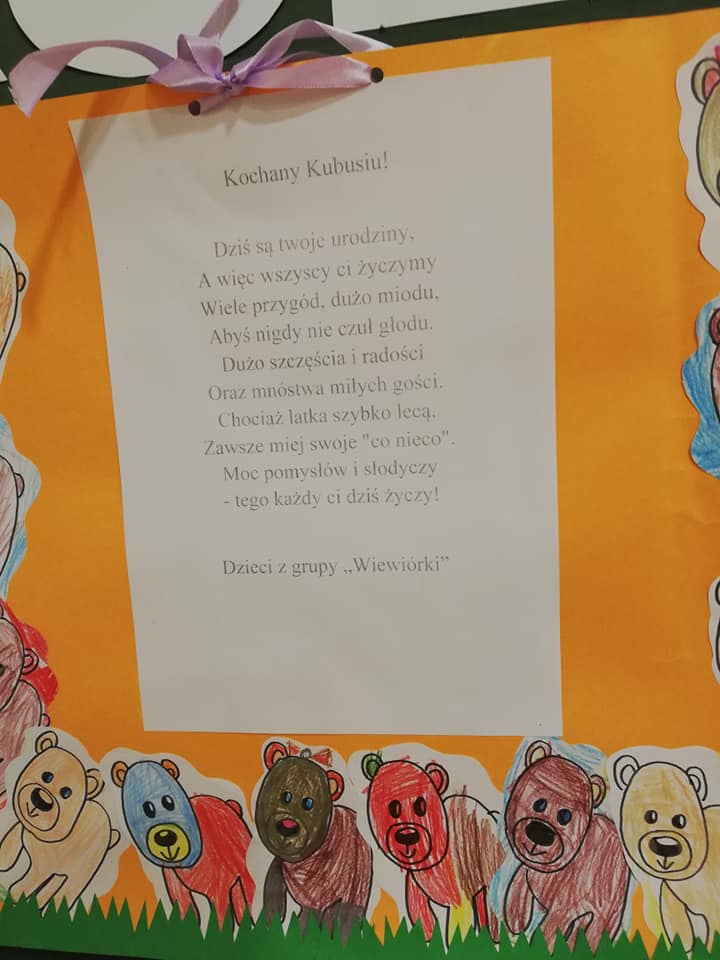 Kochany Kubusiu!
Dziś są twoje urodziny,
A więc wszyscy ci życzymy
Wiele przygód, dużo miodu,
Abyś nigdy nie czuł głodu.
Dużo szczęścia i radości
Oraz mnóstwa miłych gości.
Chociaż latka szybko lecą,
Zawsze miej swoje "co nieco".
Moc pomysłów i słodyczy
- tego każdy ci dziś życzy!
Dzieci z grupy „Wiewiórki”